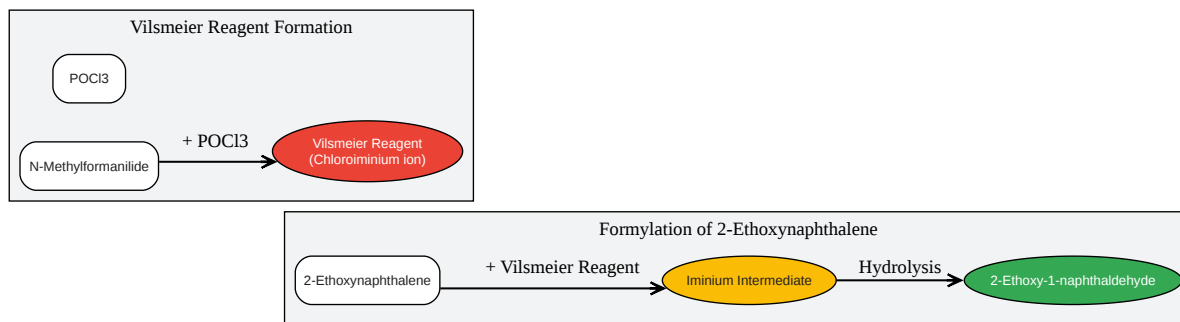 Vilsmeier Reagent Formation
POCl3
N-Methylformanilide
+ POCl3
Vilsmeier Reagent
(Chloroiminium ion)
Formylation of 2-Ethoxynaphthalene
2-Ethoxynaphthalene
+ Vilsmeier Reagent
Iminium Intermediate
Hydrolysis
2-Ethoxy-1-naphthaldehyde